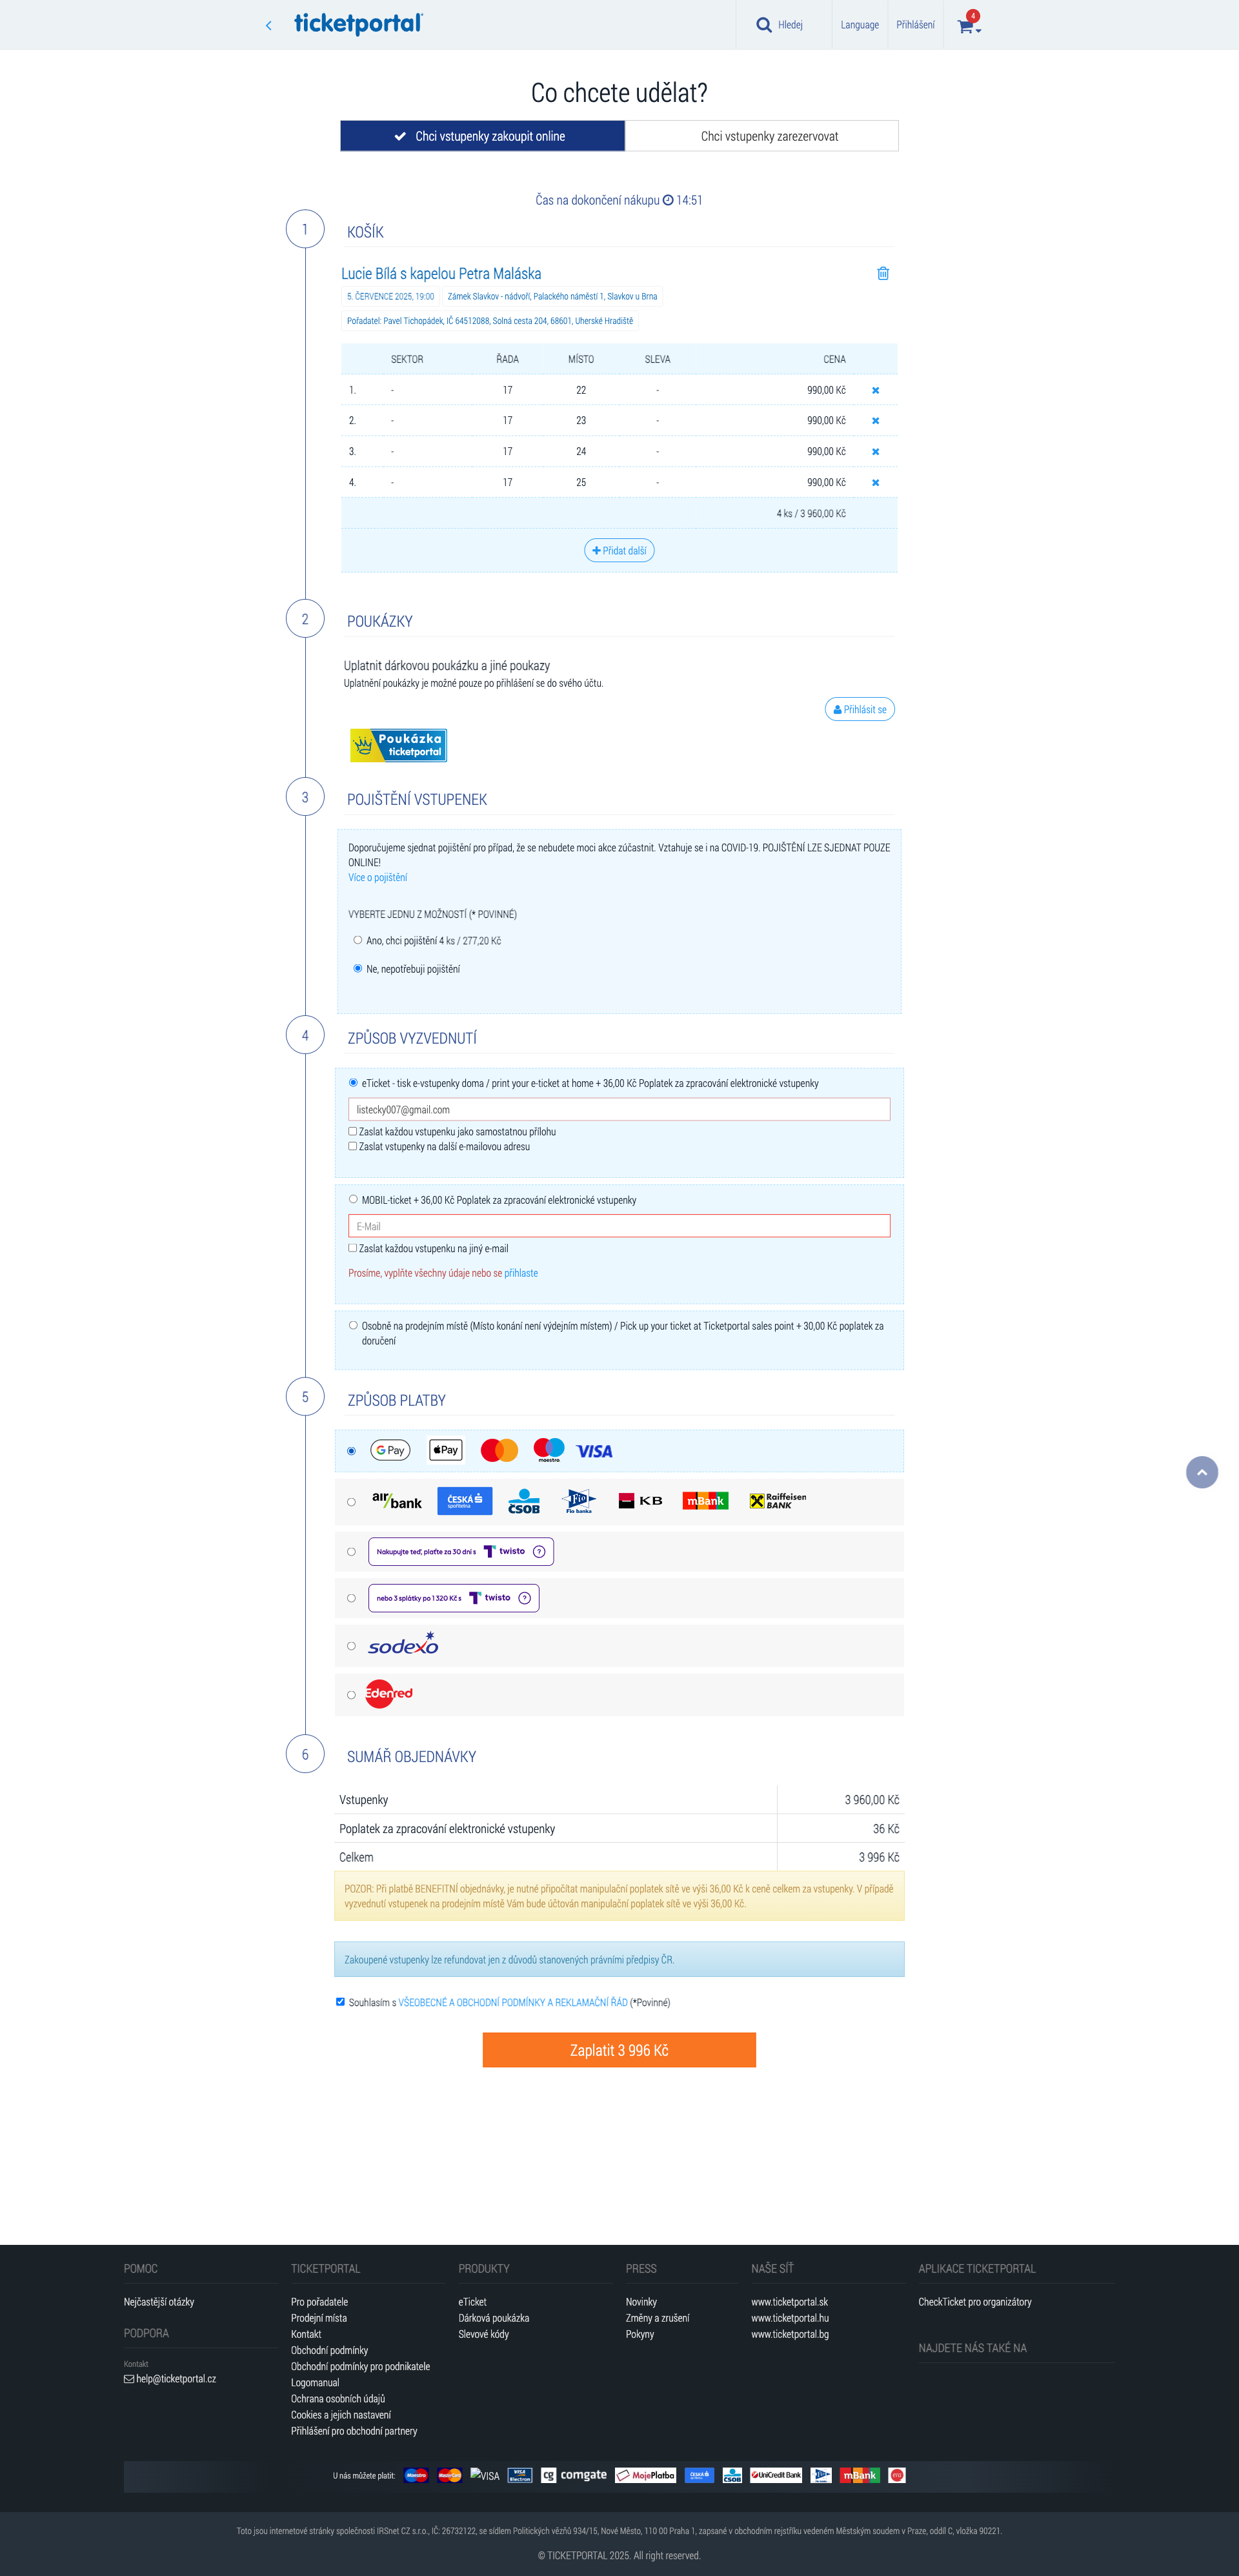 ticketportal
Hledej
Language
Přihlášení
4
Co chcete udělat?
Chci vstupenky zakoupit online
Chci vstupenky zarezervovat
Čas na dokončení nákupu 14:51
1
KOŠÍK
Lucie Bílá s kapelou Petra Maláska
5. ČERVENCE 2025, 19:00
Zámek Slavkov - nádvoří, Palackého náměstí 1, Slavkov u Brna
Pořadatel: Pavel Tichopádek, IČ 64512088, Solná cesta 204, 68601, Uherské Hradiště
SEKTOR ŘADA MÍSTO SLEVA CENA
1. - 17 22 - 990,00 Kč
2. - 17 23 - 990,00 Kč
3. - 17 24 - 990,00 Kč
4. - 17 25 - 990,00 Kč
4 ks / 3 960,00 Kč
Přidat další
2
POUKÁZKY
Uplatnit dárkovou poukázku a jiné poukazy
Uplatnění poukázky je možné pouze po přihlášení se do svého účtu.
Přihlásit se
Poukázka
ticketportal
3
POJIŠTĚNÍ VSTUPENEK
Doporučujeme sjednat pojištění pro případ, že se nebudete moci akce zúčastnit. Vztahuje se i na COVID-19. POJIŠTĚNÍ LZE SJEDNAT POUZE
ONLINE!
Více o pojištění
VYBERTE JEDNU Z MOŽNOSTÍ (* POVINNÉ)
Ano, chci pojištění 4 ks / 277,20 Kč
Ne, nepotřebuji pojištění
4
ZPŮSOB VYZVEDNUTÍ
eTicket - tisk e-vstupenky doma / print your e-ticket at home + 36,00 Kč Poplatek za zpracování elektronické vstupenky
listecky007@gmail.com
Zaslat každou vstupenku jako samostatnou přílohu
Zaslat vstupenky na další e-mailovou adresu
MOBIL-ticket + 36,00 Kč Poplatek za zpracování elektronické vstupenky
E-Mail
Zaslat každou vstupenku na jiný e-mail
Prosíme, vyplňte všechny údaje nebo se přihlaste
Osobně na prodejním místě (Místo konání není výdejním místem) / Pick up your ticket at Ticketportal sales point + 30,00 Kč poplatek za
doručení
5
ZPŮSOB PLATBY
G Pay Pay maestro VISA
air bank ČESKÁ spořitelna ČSOB Fio banka KB mBank Raiffeisen BANK
Nakupujte teď, plaťte za 30 dní s twisto ?
nebo 3 splátky po 1 320 Kč s twisto ?
sodexo
Edenred
6
SUMÁŘ OBJEDNÁVKY
Vstupenky 3 960,00 Kč
Poplatek za zpracování elektronické vstupenky 36 Kč
Celkem 3 996 Kč
POZOR: Při platbě BENEFITNÍ objednávky, je nutné připočítat manipulační poplatek sítě ve výši 36,00 Kč k ceně celkem za vstupenky. V případě
vyzvednutí vstupenek na prodejním místě Vám bude účtován manipulační poplatek sítě ve výši 36,00 Kč.
Zakoupené vstupenky lze refundovat jen z důvodů stanovených právními předpisy ČR.
Souhlasím s VŠEOBECNÉ A OBCHODNÍ PODMÍNKY A REKLAMAČNÍ ŘÁD (*Povinné)
Zaplatit 3 996 Kč
POMOC
Nejčastější otázky
PODPORA
Kontakt
help@ticketportal.cz
TICKETPORTAL
Pro pořadatele
Prodejní místa
Kontakt
Obchodní podmínky
Obchodní podmínky pro podnikatele
Logomanual
Ochrana osobních údajů
Cookies a jejich nastavení
Přihlášení pro obchodní partnery
PRODUKTY
eTicket
Dárková poukázka
Slevové kódy
PRESS
Novinky
Změny a zrušení
Pokyny
NAŠE SÍŤ
www.ticketportal.sk
www.ticketportal.hu
www.ticketportal.bg
APLIKACE TICKETPORTAL
CheckTicket pro organizátory
NAJDETE NÁS TAKÉ NA
U nás můžete platit: Maestro MasterCard VISA VISA Electron cg comgate MojePlatba ČSOB UniCredit Bank mBank
Toto jsou internetové stránky společnosti IRSnet CZ s.r.o., IČ: 26732122, se sídlem Politických vězňů 934/15, Nové Město, 110 00 Praha 1, zapsané v obchodním rejstříku vedeném Městským soudem v Praze, oddíl C, vložka 90221.
© TICKETPORTAL 2025. All right reserved.